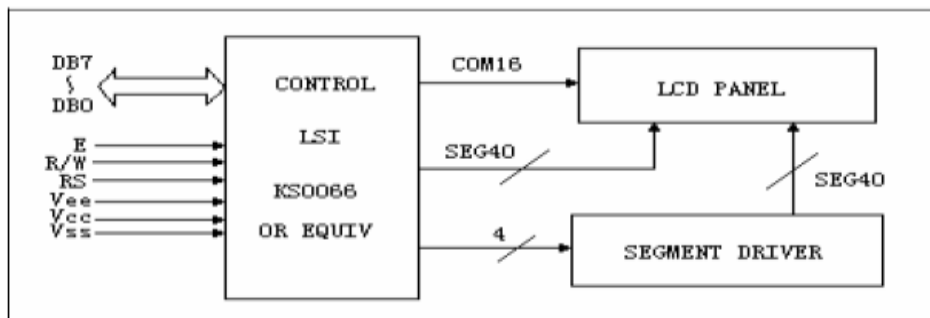 DB7
DB0
E
R/W
RS
Vee
Vcc
Vss
CONTROL
LSI
KS0066
OR EQUIV
COM16
SEG40
4
LCD PANEL
SEG40
SEGMENT DRIVER